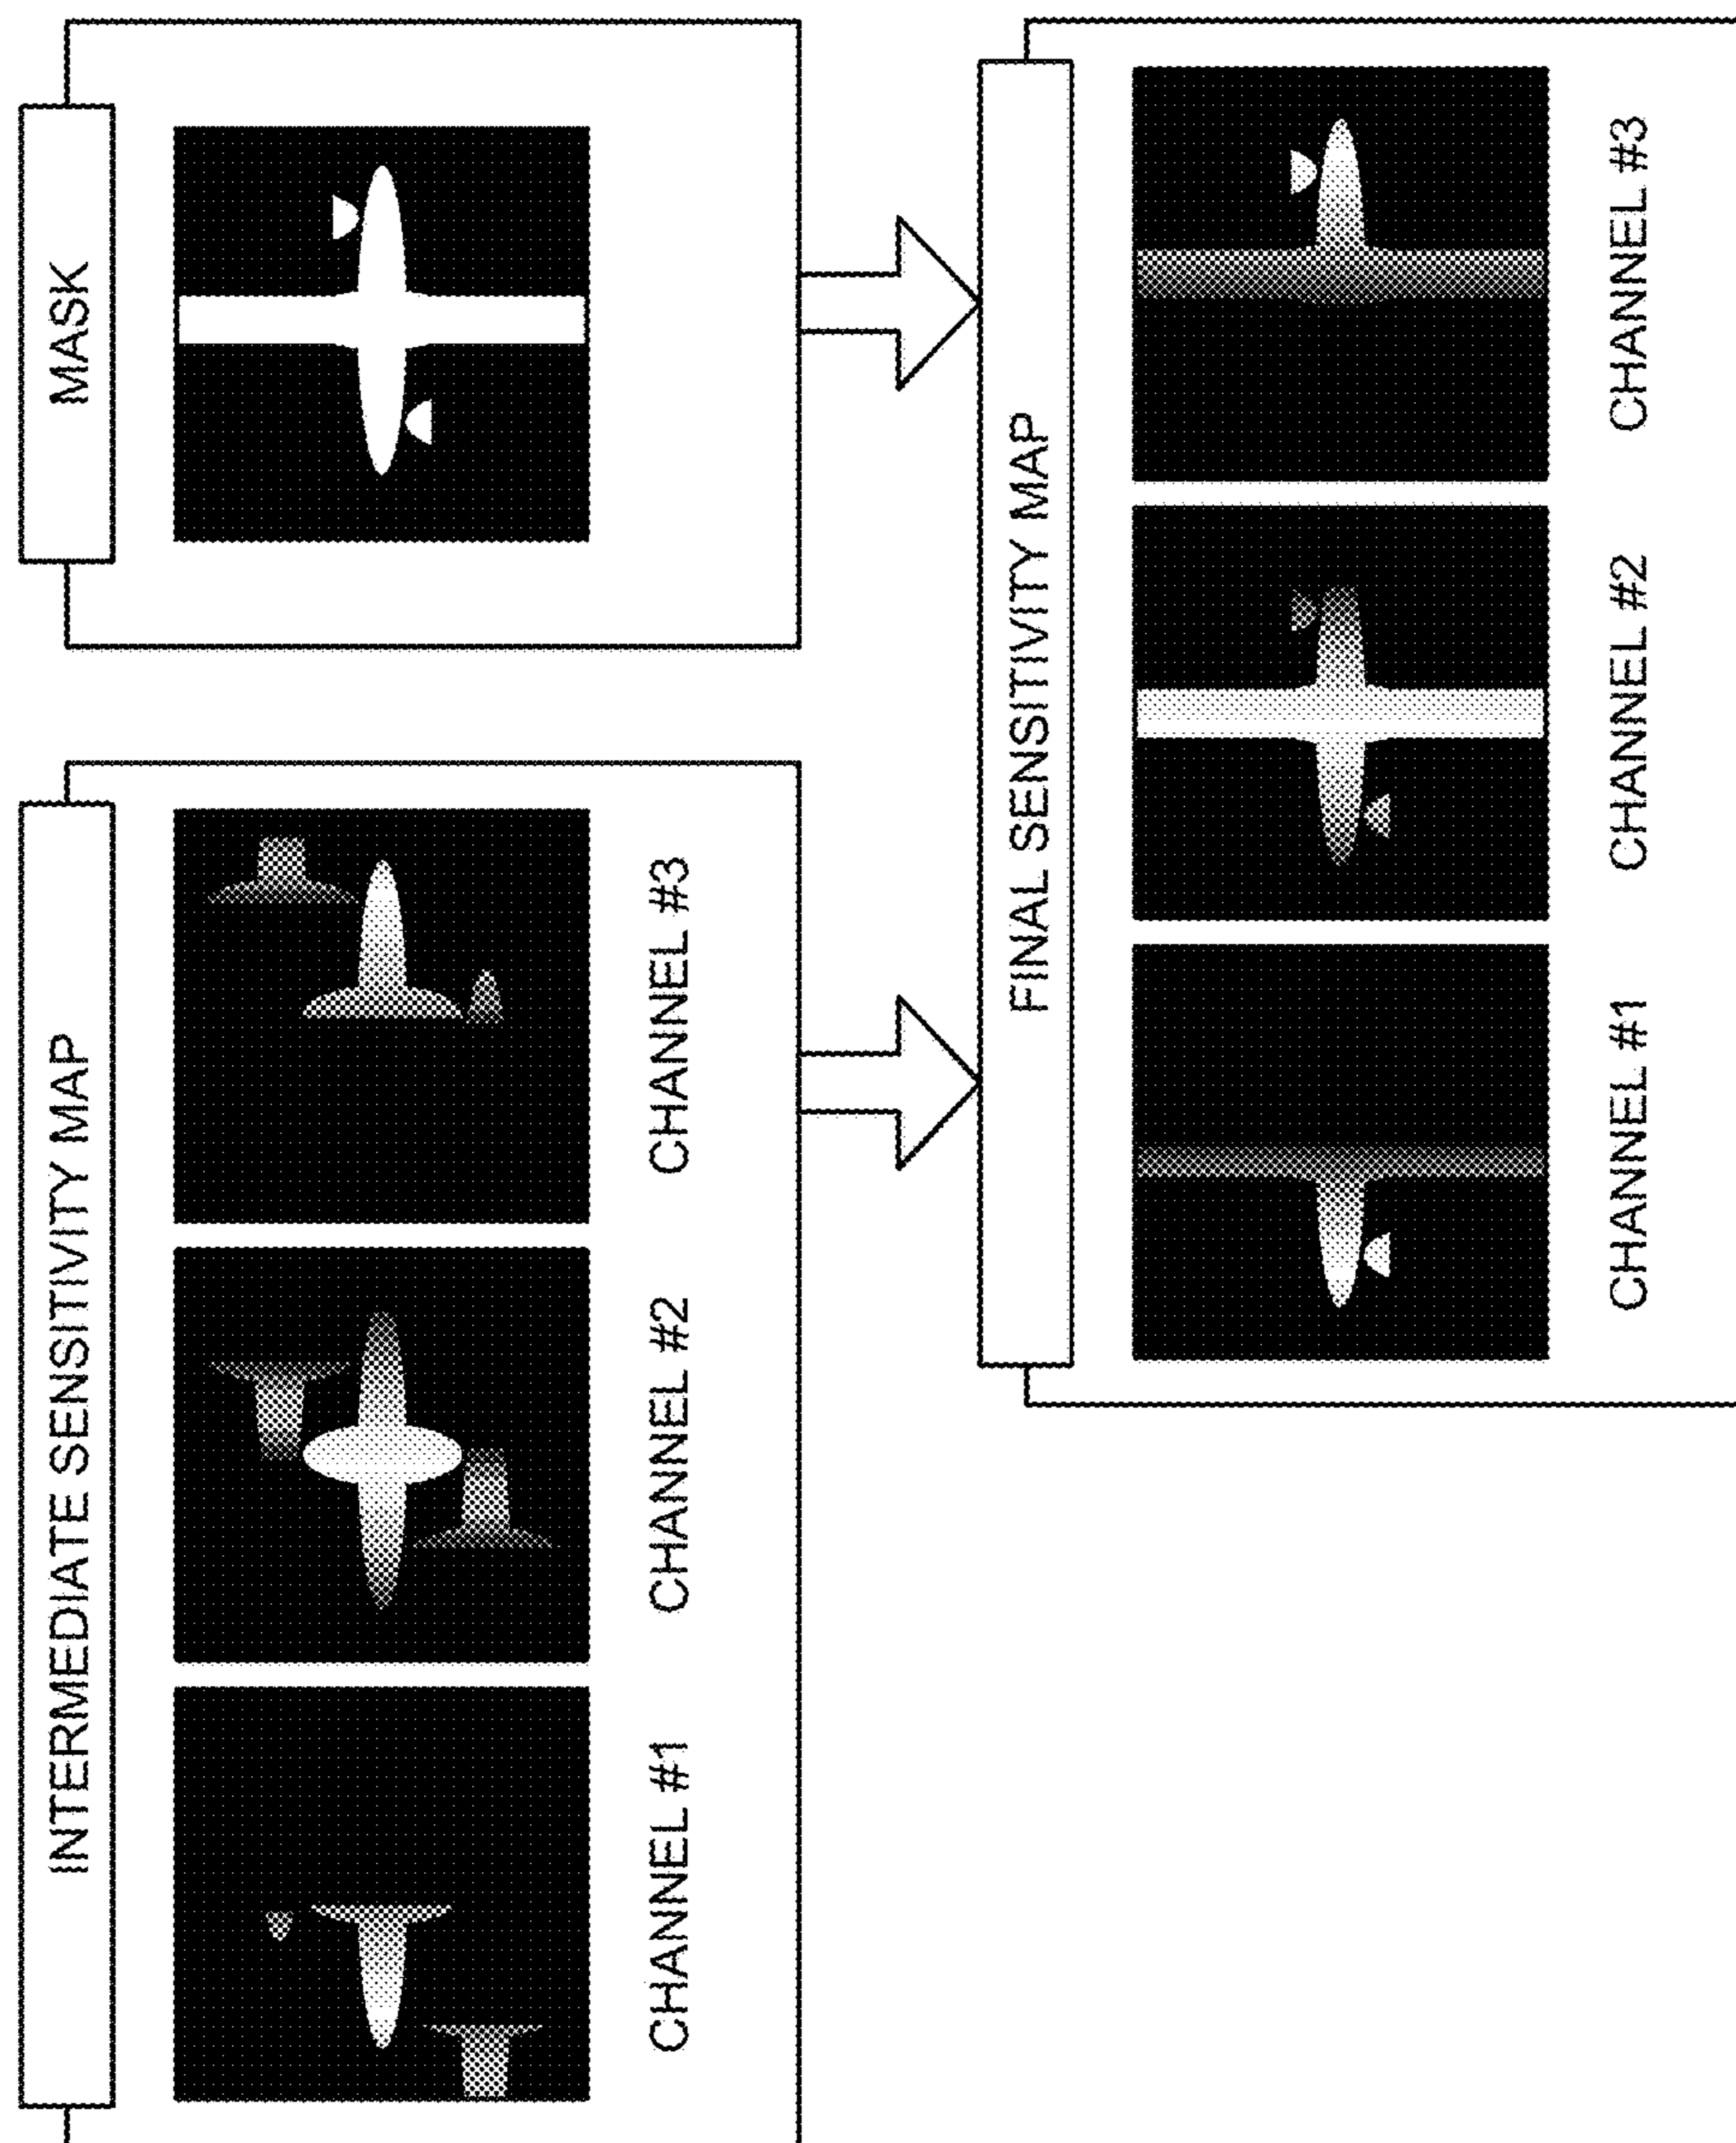 INTERMEDIATE SENSITIVITY MAP
CHANNEL #1
CHANNEL #2
CHANNEL #3
MASK
FINAL SENSITIVITY MAP
CHANNEL #1
CHANNEL #2
CHANNEL #3